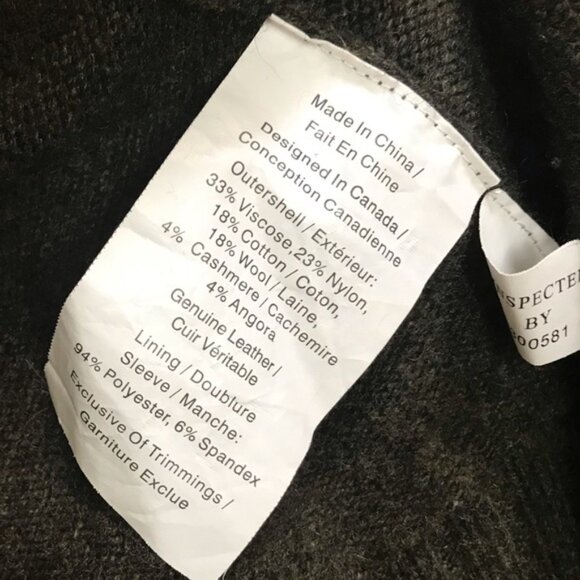 Made In China /
Fait En Chine
Designed In Canada /
Conception Canadienne
Outershell / Extérieur:
33% Viscose, 23% Nylon,
18% Cotton / Coton,
18% Wool / Laine,
4% Cashmere / Cachemire
4% Angora
Genuine Leather /
Cuir Véritable
Lining / Doublure
Sleeve / Manche:
94% Polyester, 6% Spandex
Exclusive Of Trimmings /
Garniture Exclue
BY